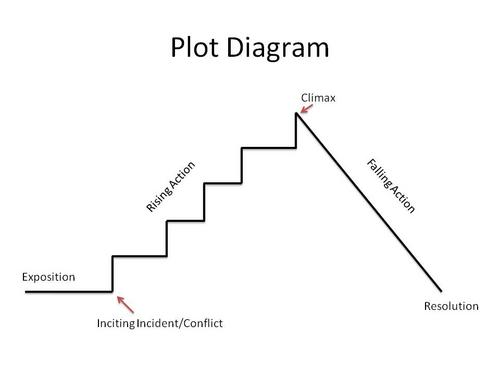 Plot Diagram
Climax
Rising Action
Falling Action
Exposition
Inciting Incident/Conflict
Resolution